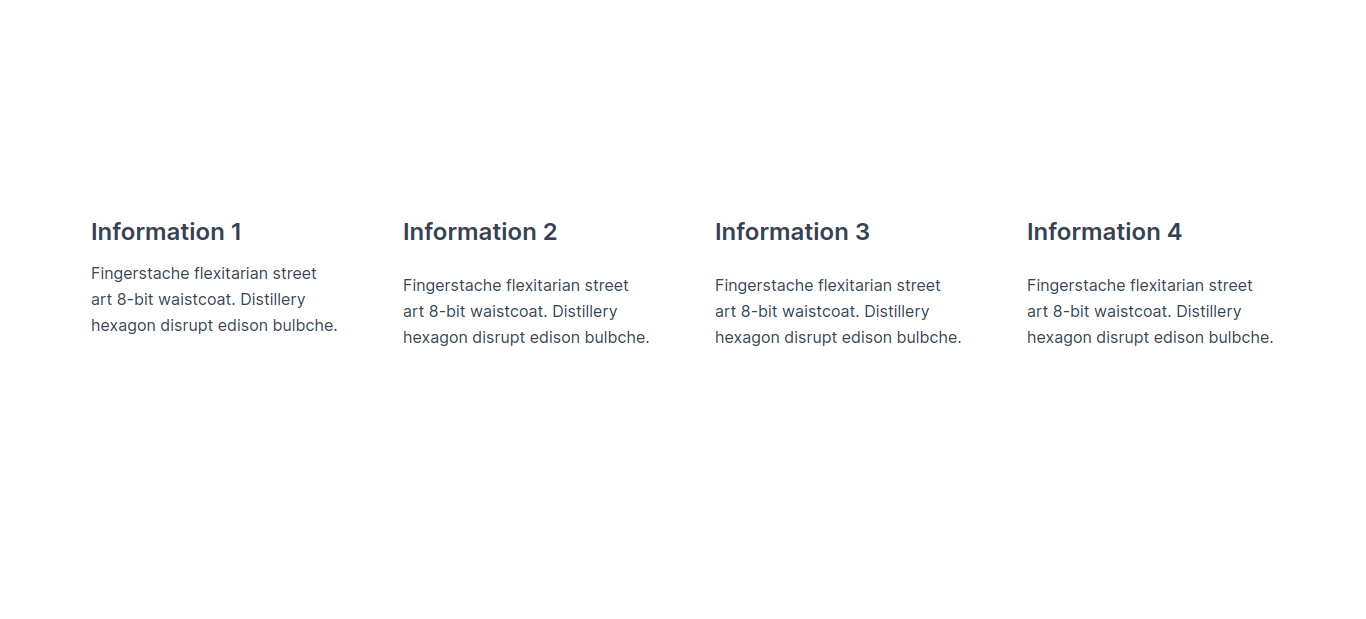 Information 1
Fingerstache flexitarian street
art 8-bit waistcoat. Distillery
hexagon disrupt edison bulbche.
Information 2
Fingerstache flexitarian street
art 8-bit waistcoat. Distillery
hexagon disrupt edison bulbche.
Information 3
Fingerstache flexitarian street
art 8-bit waistcoat. Distillery
hexagon disrupt edison bulbche.
Information 4
Fingerstache flexitarian street
art 8-bit waistcoat. Distillery
hexagon disrupt edison bulbche.